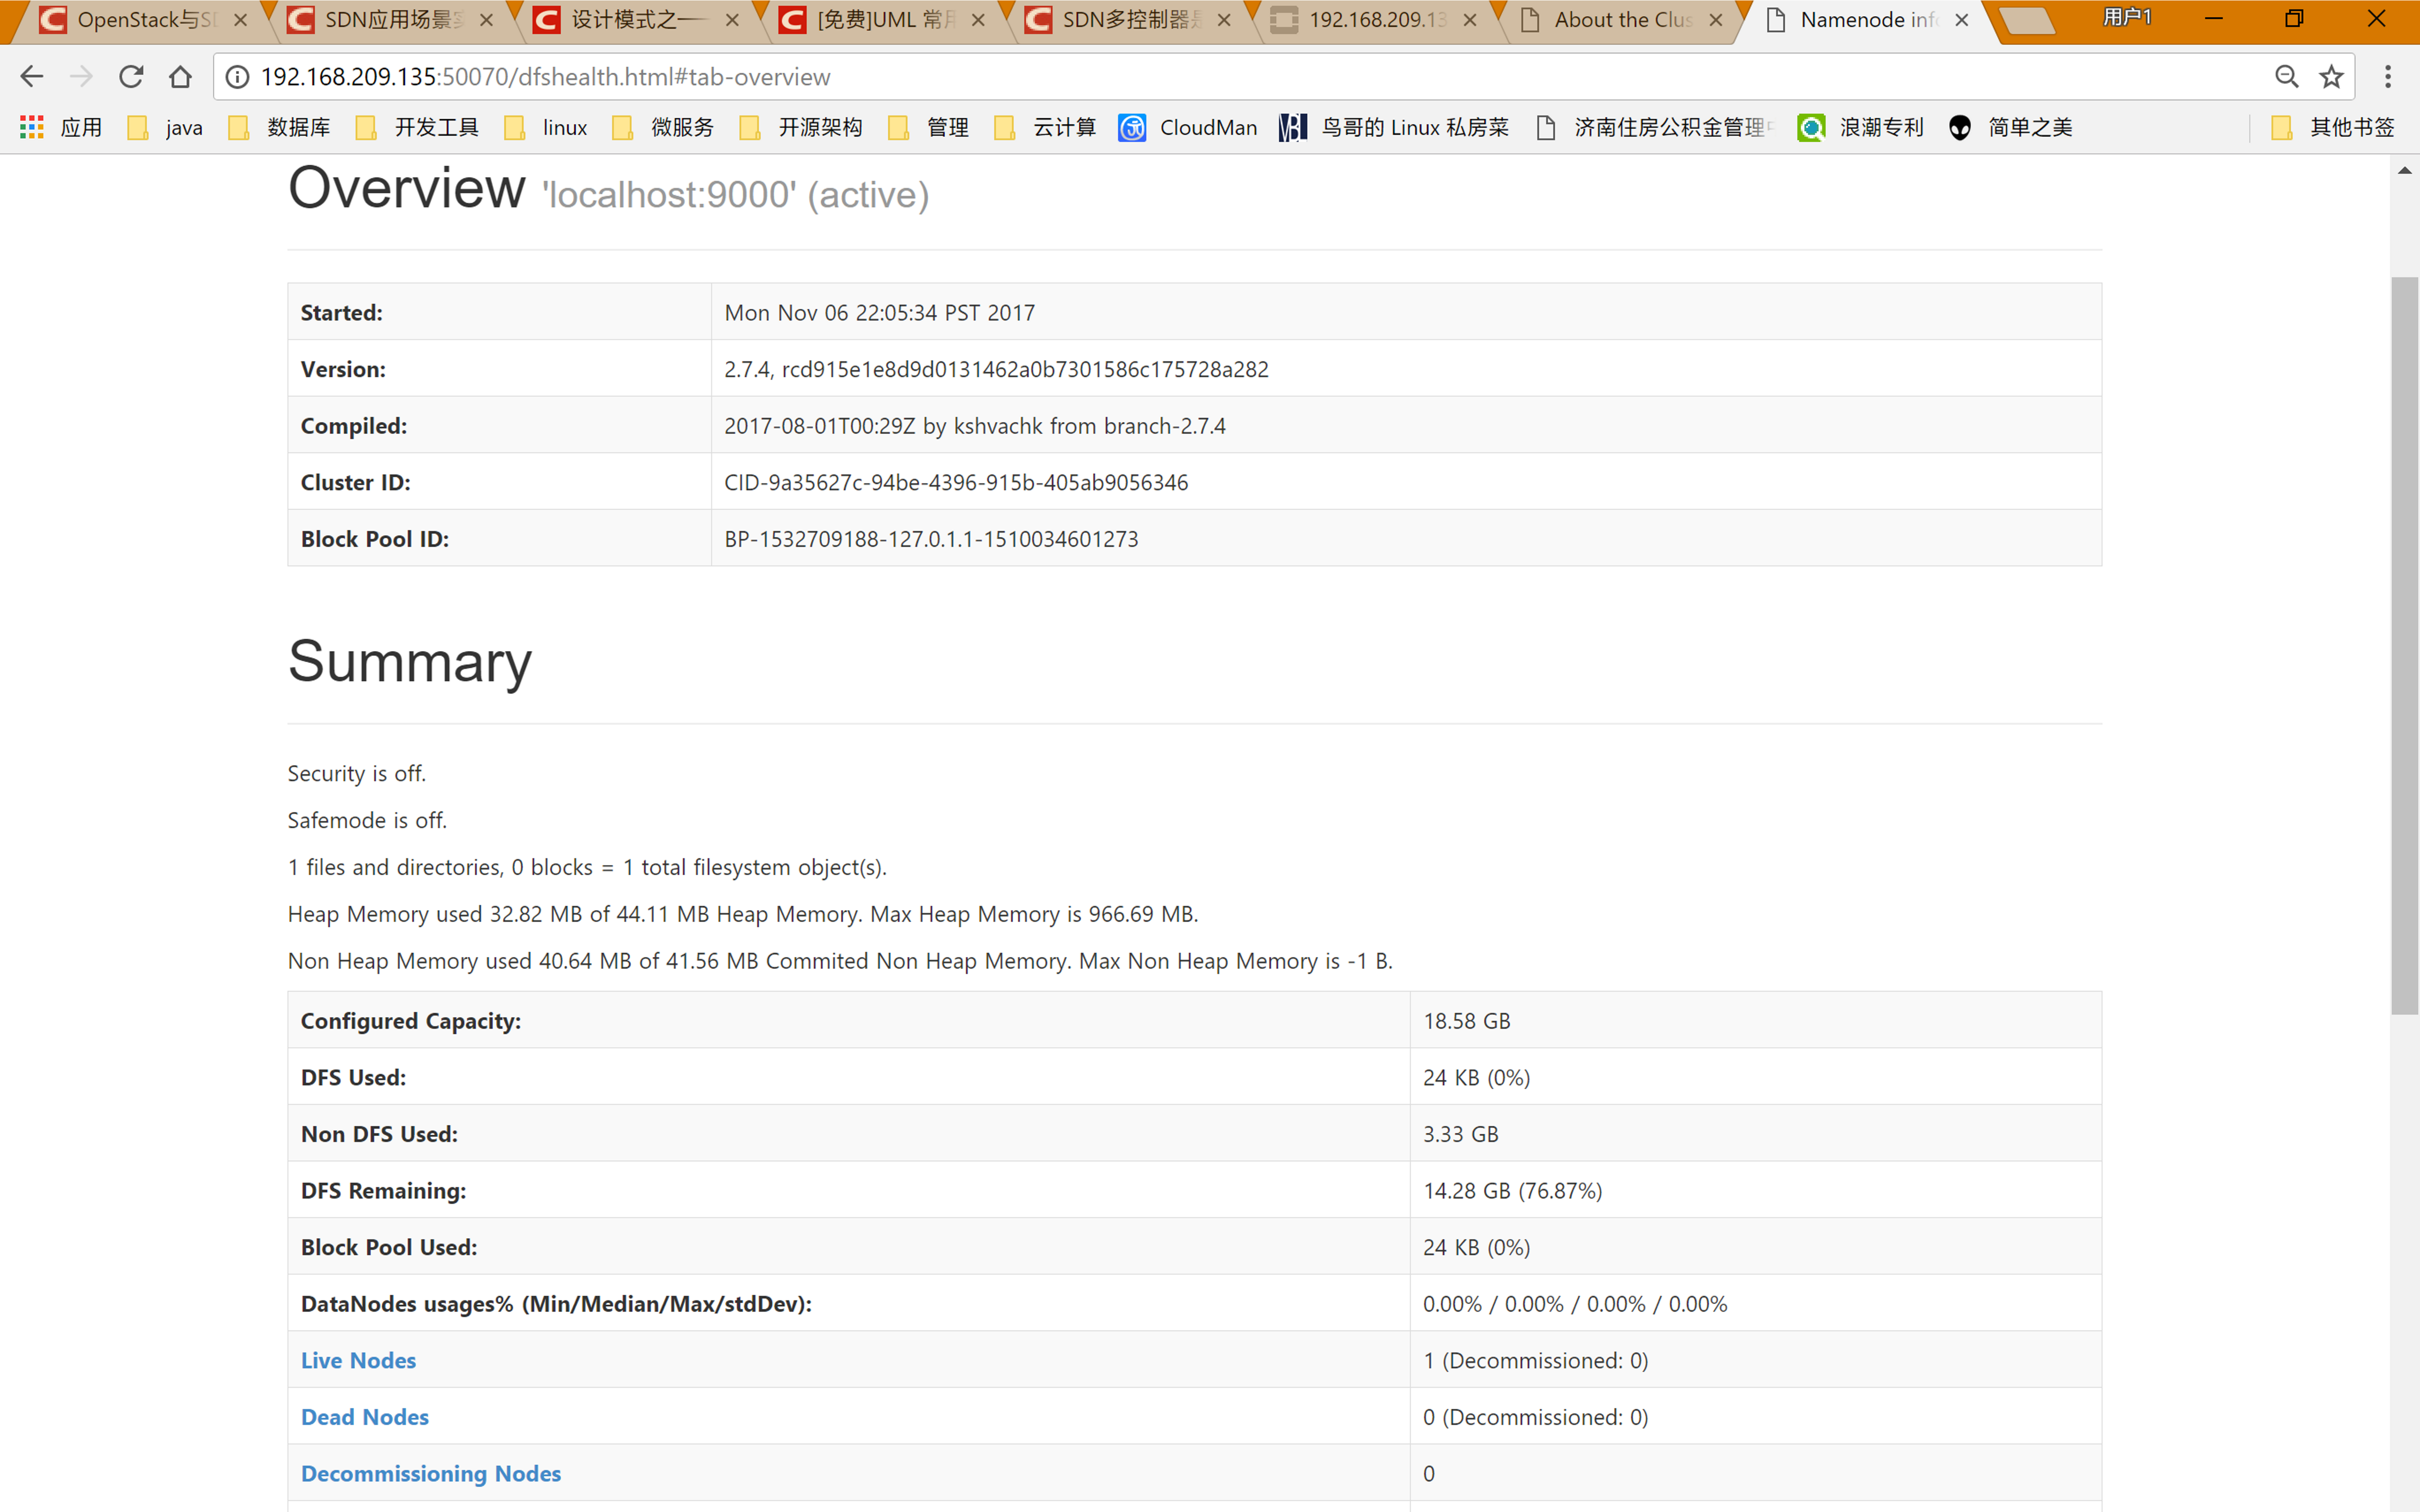 OpenStack与SD
SDN应用场景
设计模式之一
[免费]UML 常用
SDN多控制器
192.168.209.13
About the Clus
Namenode info
用户1
192.168.209.135:50070/dfshealth.html#tab-overview
应用 java 数据库 开发工具 linux 微服务 开源架构 管理 云计算 CloudMan 鸟哥的 Linux 私房菜 济南住房公积金管理 浪潮专利 简单之美 其他书签
Overview 'localhost:9000' (active)
Started: Mon Nov 06 22:05:34 PST 2017
Version: 2.7.4, rcd915e1e8d9d0131462a0b7301586c175728a282
Compiled: 2017-08-01T00:29Z by kshvachk from branch-2.7.4
Cluster ID: CID-9a35627c-94be-4396-915b-405ab9056346
Block Pool ID: BP-1532709188-127.0.1.1-1510034601273
Summary
Security is off.
Safemode is off.
1 files and directories, 0 blocks = 1 total filesystem object(s).
Heap Memory used 32.82 MB of 44.11 MB Heap Memory. Max Heap Memory is 966.69 MB.
Non Heap Memory used 40.64 MB of 41.56 MB Commited Non Heap Memory. Max Non Heap Memory is -1 B.
Configured Capacity: 18.58 GB
DFS Used: 24 KB (0%)
Non DFS Used: 3.33 GB
DFS Remaining: 14.28 GB (76.87%)
Block Pool Used: 24 KB (0%)
DataNodes usages% (Min/Median/Max/stdDev): 0.00% / 0.00% / 0.00% / 0.00%
Live Nodes 1 (Decommissioned: 0)
Dead Nodes 0 (Decommissioned: 0)
Decommissioning Nodes 0